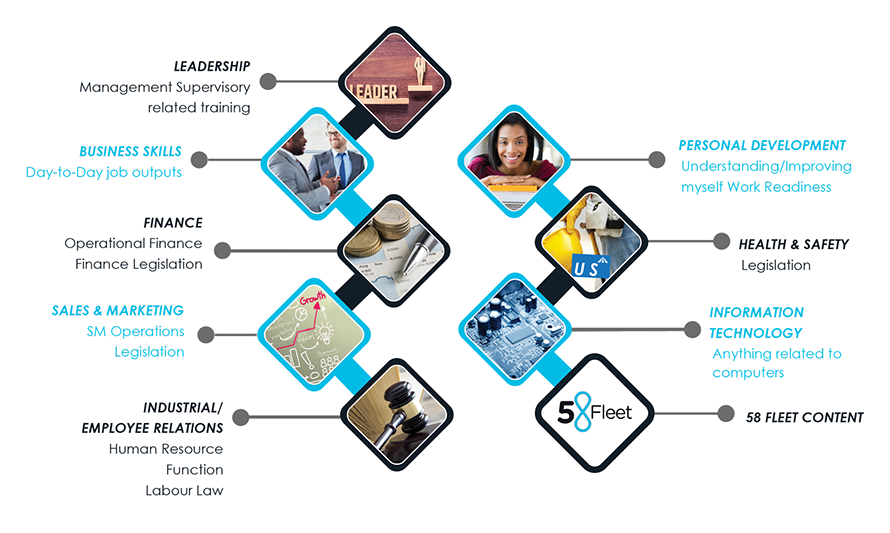 LEADERSHIP
Management Supervisory
related training
LEADER
BUSINESS SKILLS
Day-to-Day job outputs
FINANCE
Operational Finance
Finance Legislation
SALES & MARKETING
SM Operations
Legislation
Growth
INDUSTRIAL/
EMPLOYEE RELATIONS
Human Resource
Function
Labour Law
PERSONAL DEVELOPMENT
Understanding/Improving
myself Work Readiness
HEALTH & SAFETY
Legislation
US
INFORMATION
TECHNOLOGY
Anything related to
computers
58 Fleet
58 FLEET CONTENT